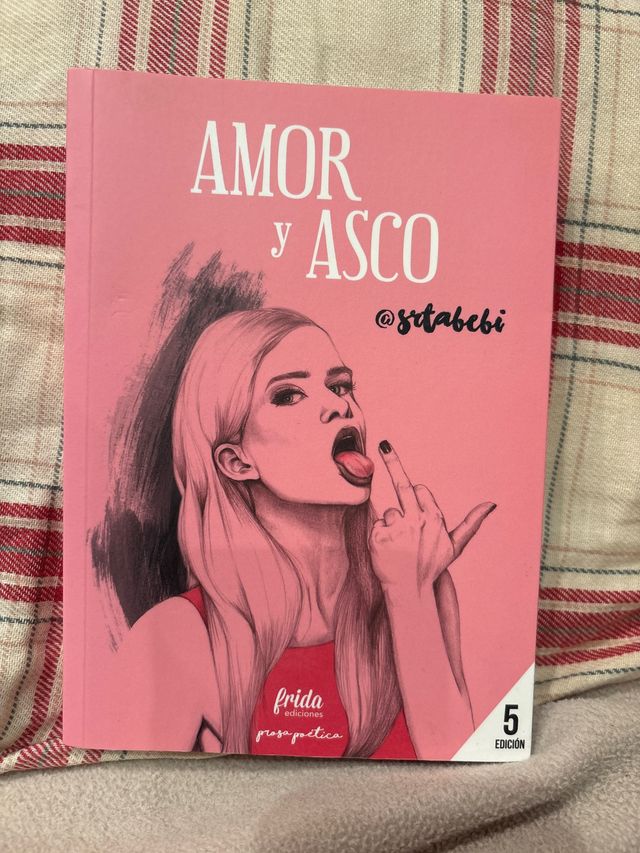 AMOR
y ASCO
@srtabebi
frida
ediciones
prosa poética
5
EDICIÓN